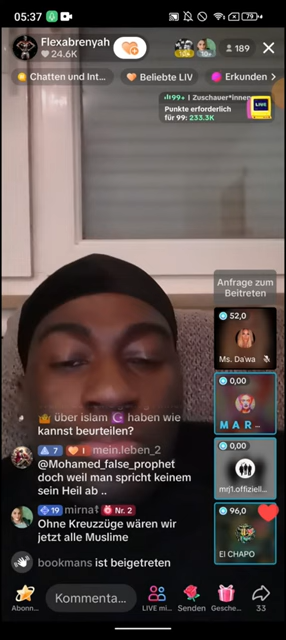 05:37
79
Flexabrenyah
24.6K
189
Chatten und Int...
Beliebte LIV
Erkunden
99+ | Zuschauer*innen
Punkte erforderlich
für 99: 233.3K
LIVE
Anfrage zum
Beitreten
52,0
Ms. Da'wa
0,00
M A R ..
0,00
mrj1.offiziell...
96,0
El CHAPO
über islam haben wie
kannst beurteilen?
7 I mein.leben_2
@Mohamed_false_prophet
doch weil man spricht keinem
sein Heil ab ..
19 mirna Nr. 2
Ohne Kreuzzüge wären wir
jetzt alle Muslime
bookmans ist beigetreten
Abonn...
Kommenta...
LIVE mi...
Senden
Gesche...
33